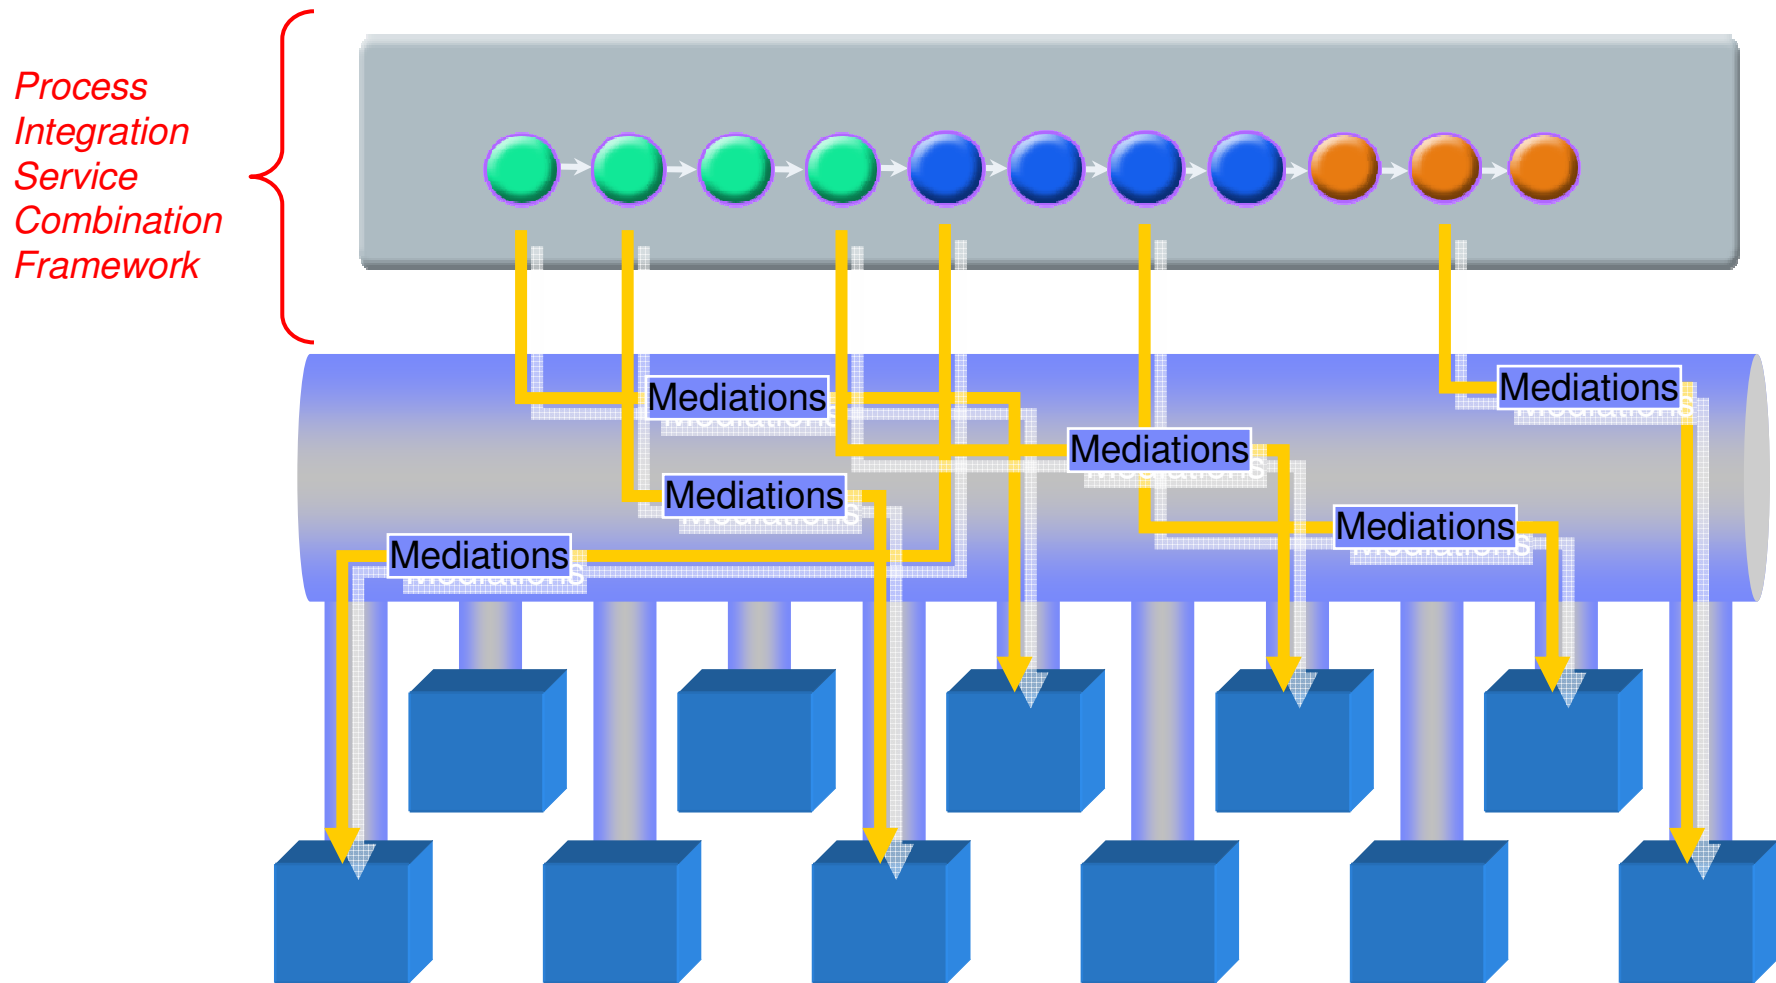 Process
Integration
Service
Combination
Framework
Mediations
Mediations
Mediations
Mediations
Mediations
Mediations